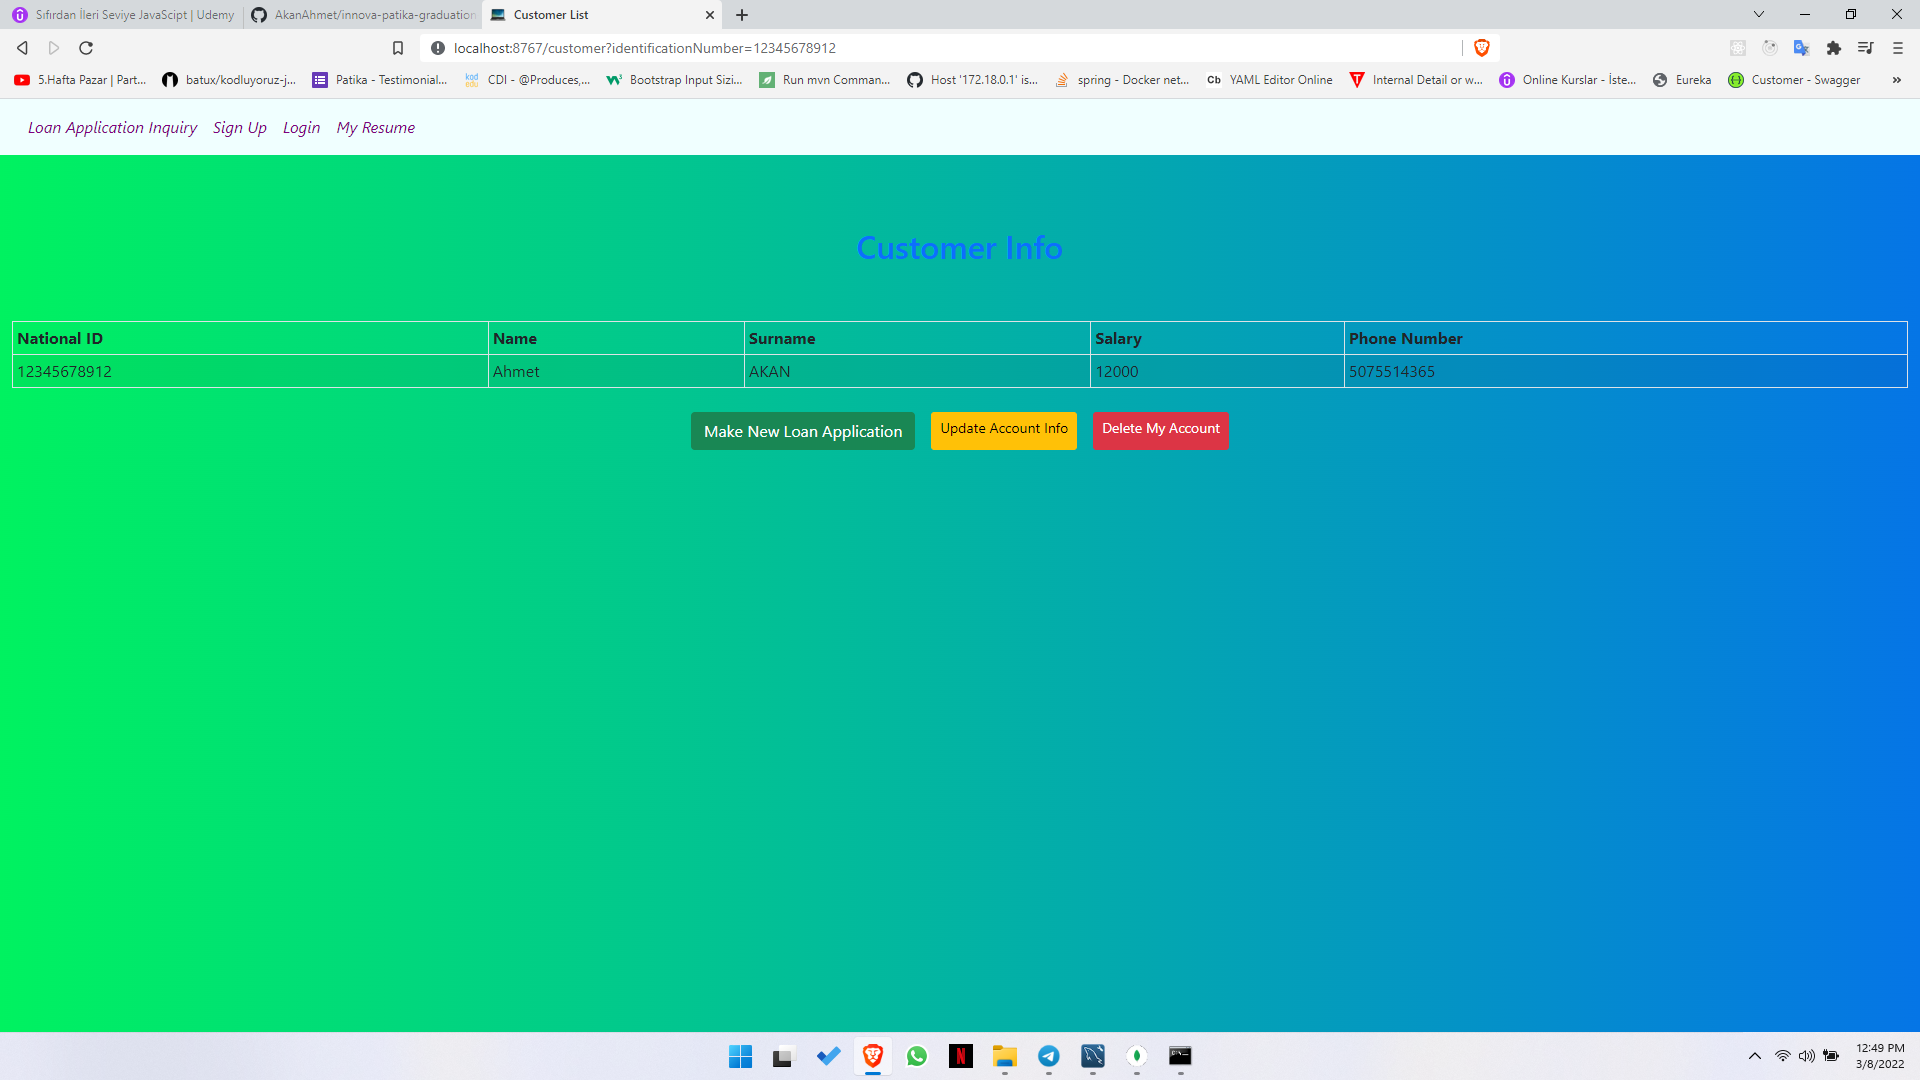 Sıfırdan İleri Seviye JavaScipt | Udemy
AkanAhmet/innova-patika-graduation
Customer List
localhost:8767/customer?identificationNumber=12345678912
5.Hafta Pazar | Part...
batux/kodluyoruz-j...
Patika - Testimonial...
kod
edu
CDI - @Produces,...
Bootstrap Input Sizi...
Run mvn Comman...
Host '172.18.0.1' is...
spring - Docker net...
Cb
YAML Editor Online
Internal Detail or w...
Online Kurslar - İste...
Eureka
Customer - Swagger
»
Loan Application Inquiry Sign Up Login My Resume
Customer Info
National ID Name Surname Salary Phone Number
12345678912 Ahmet AKAN 12000 5075514365
Make New Loan Application Update Account Info Delete My Account
12:49 PM
3/8/2022